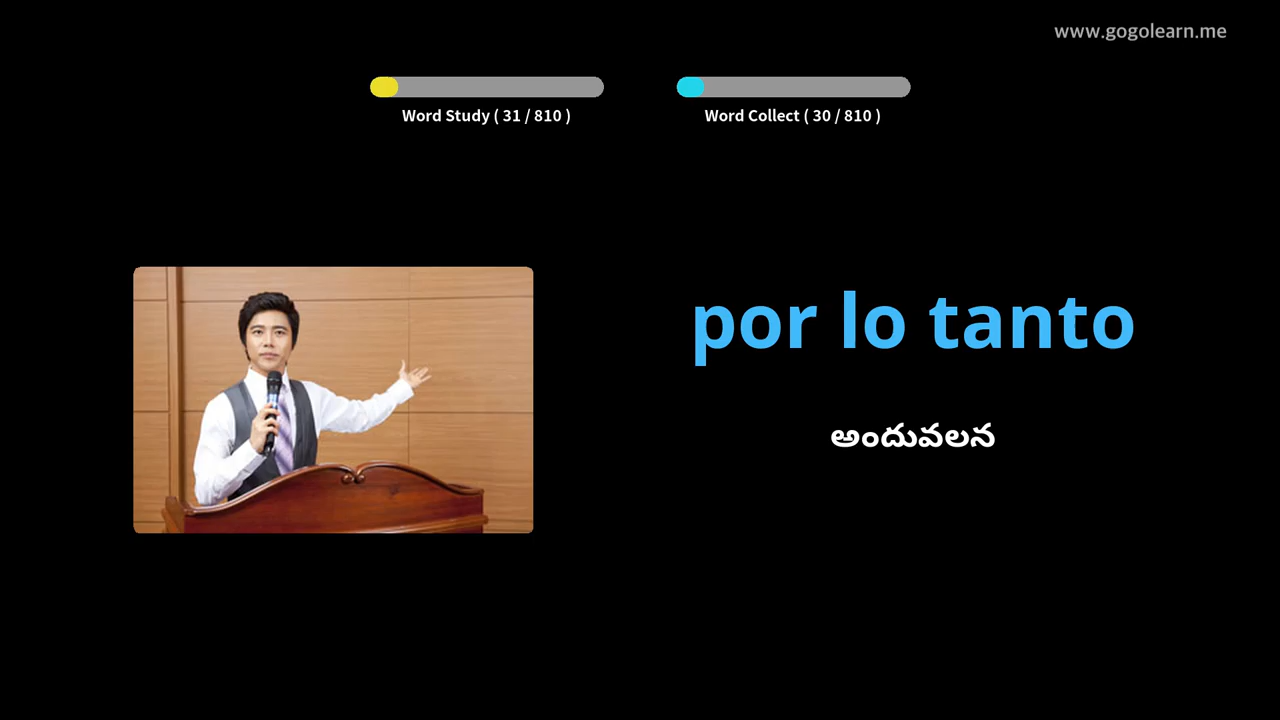 www.gogolearn.me
Word Study ( 31 / 810 )
Word Collect ( 30 / 810 )
por lo tanto
అందువలన